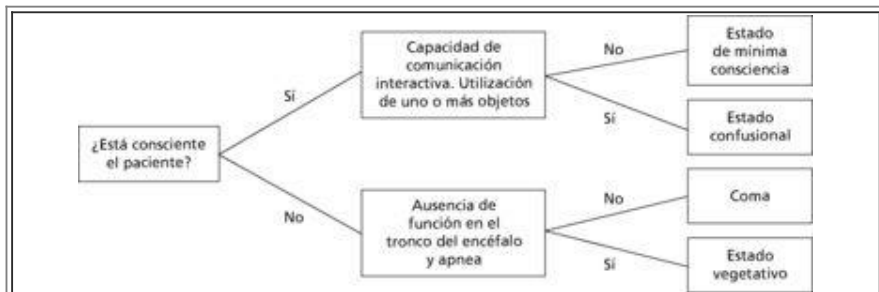 ¿Está consciente
el paciente?
Sí
No
Capacidad de
comunicación
interactiva. Utilización
de uno o más objetos
No
Sí
Estado
de mínima
consciencia
Estado
confusional
Ausencia de
función en el
tronco del encéfalo
y apnea
No
Sí
Coma
Estado
vegetativo